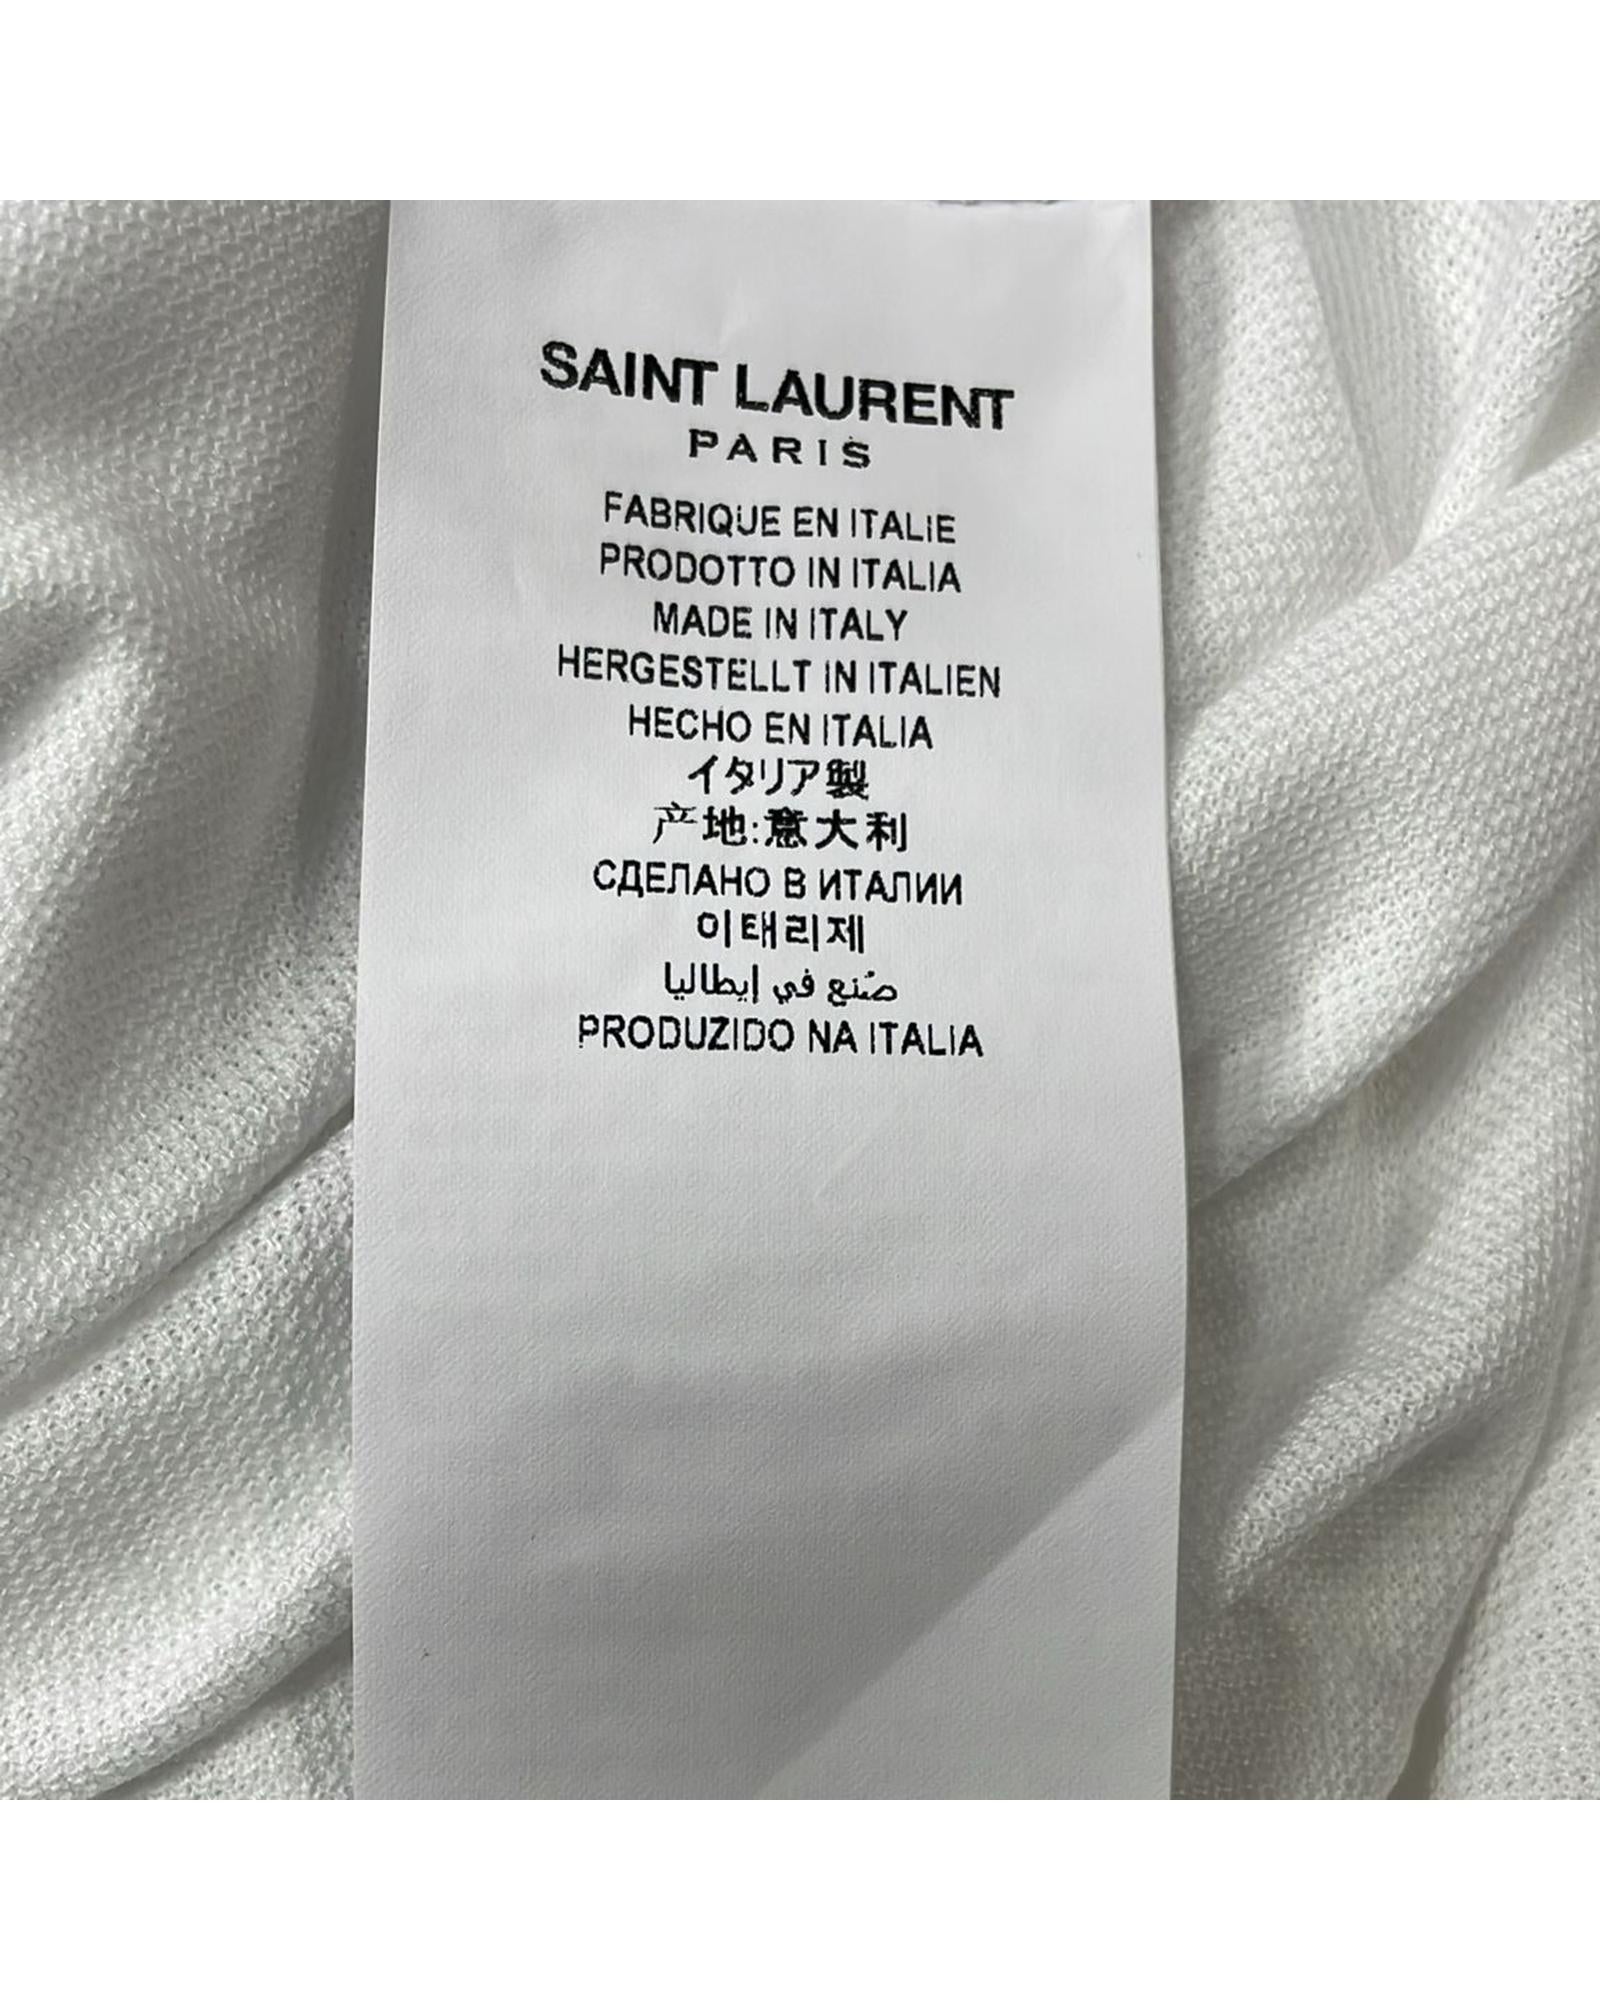 SAINT LAURENT
PARIS
FABRIQUE EN ITALIE
PRODOTTO IN ITALIA
MADE IN ITALY
HERGESTELLT IN ITALIEN
HECHO EN ITALIA
イタリア製
产地:意大利
СДЕЛАНО В ИТАЛИИ
이태리제
صُنع في إيطاليا
PRODUZIDO NA ITALIA